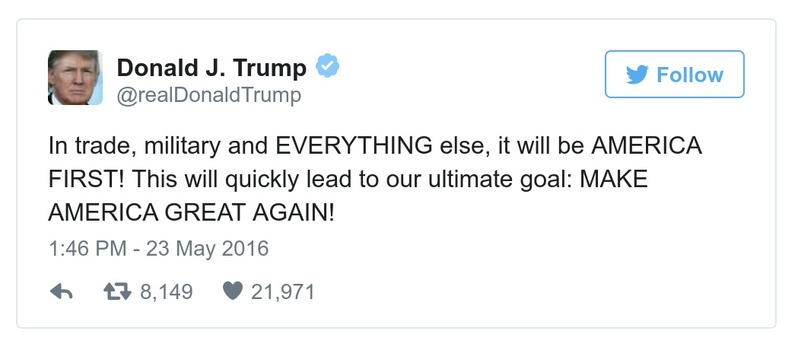 Donald J. Trump
@realDonaldTrump
Follow
In trade, military and EVERYTHING else, it will be AMERICA
FIRST! This will quickly lead to our ultimate goal: MAKE
AMERICA GREAT AGAIN!
1:46 PM - 23 May 2016
8,149 21,971